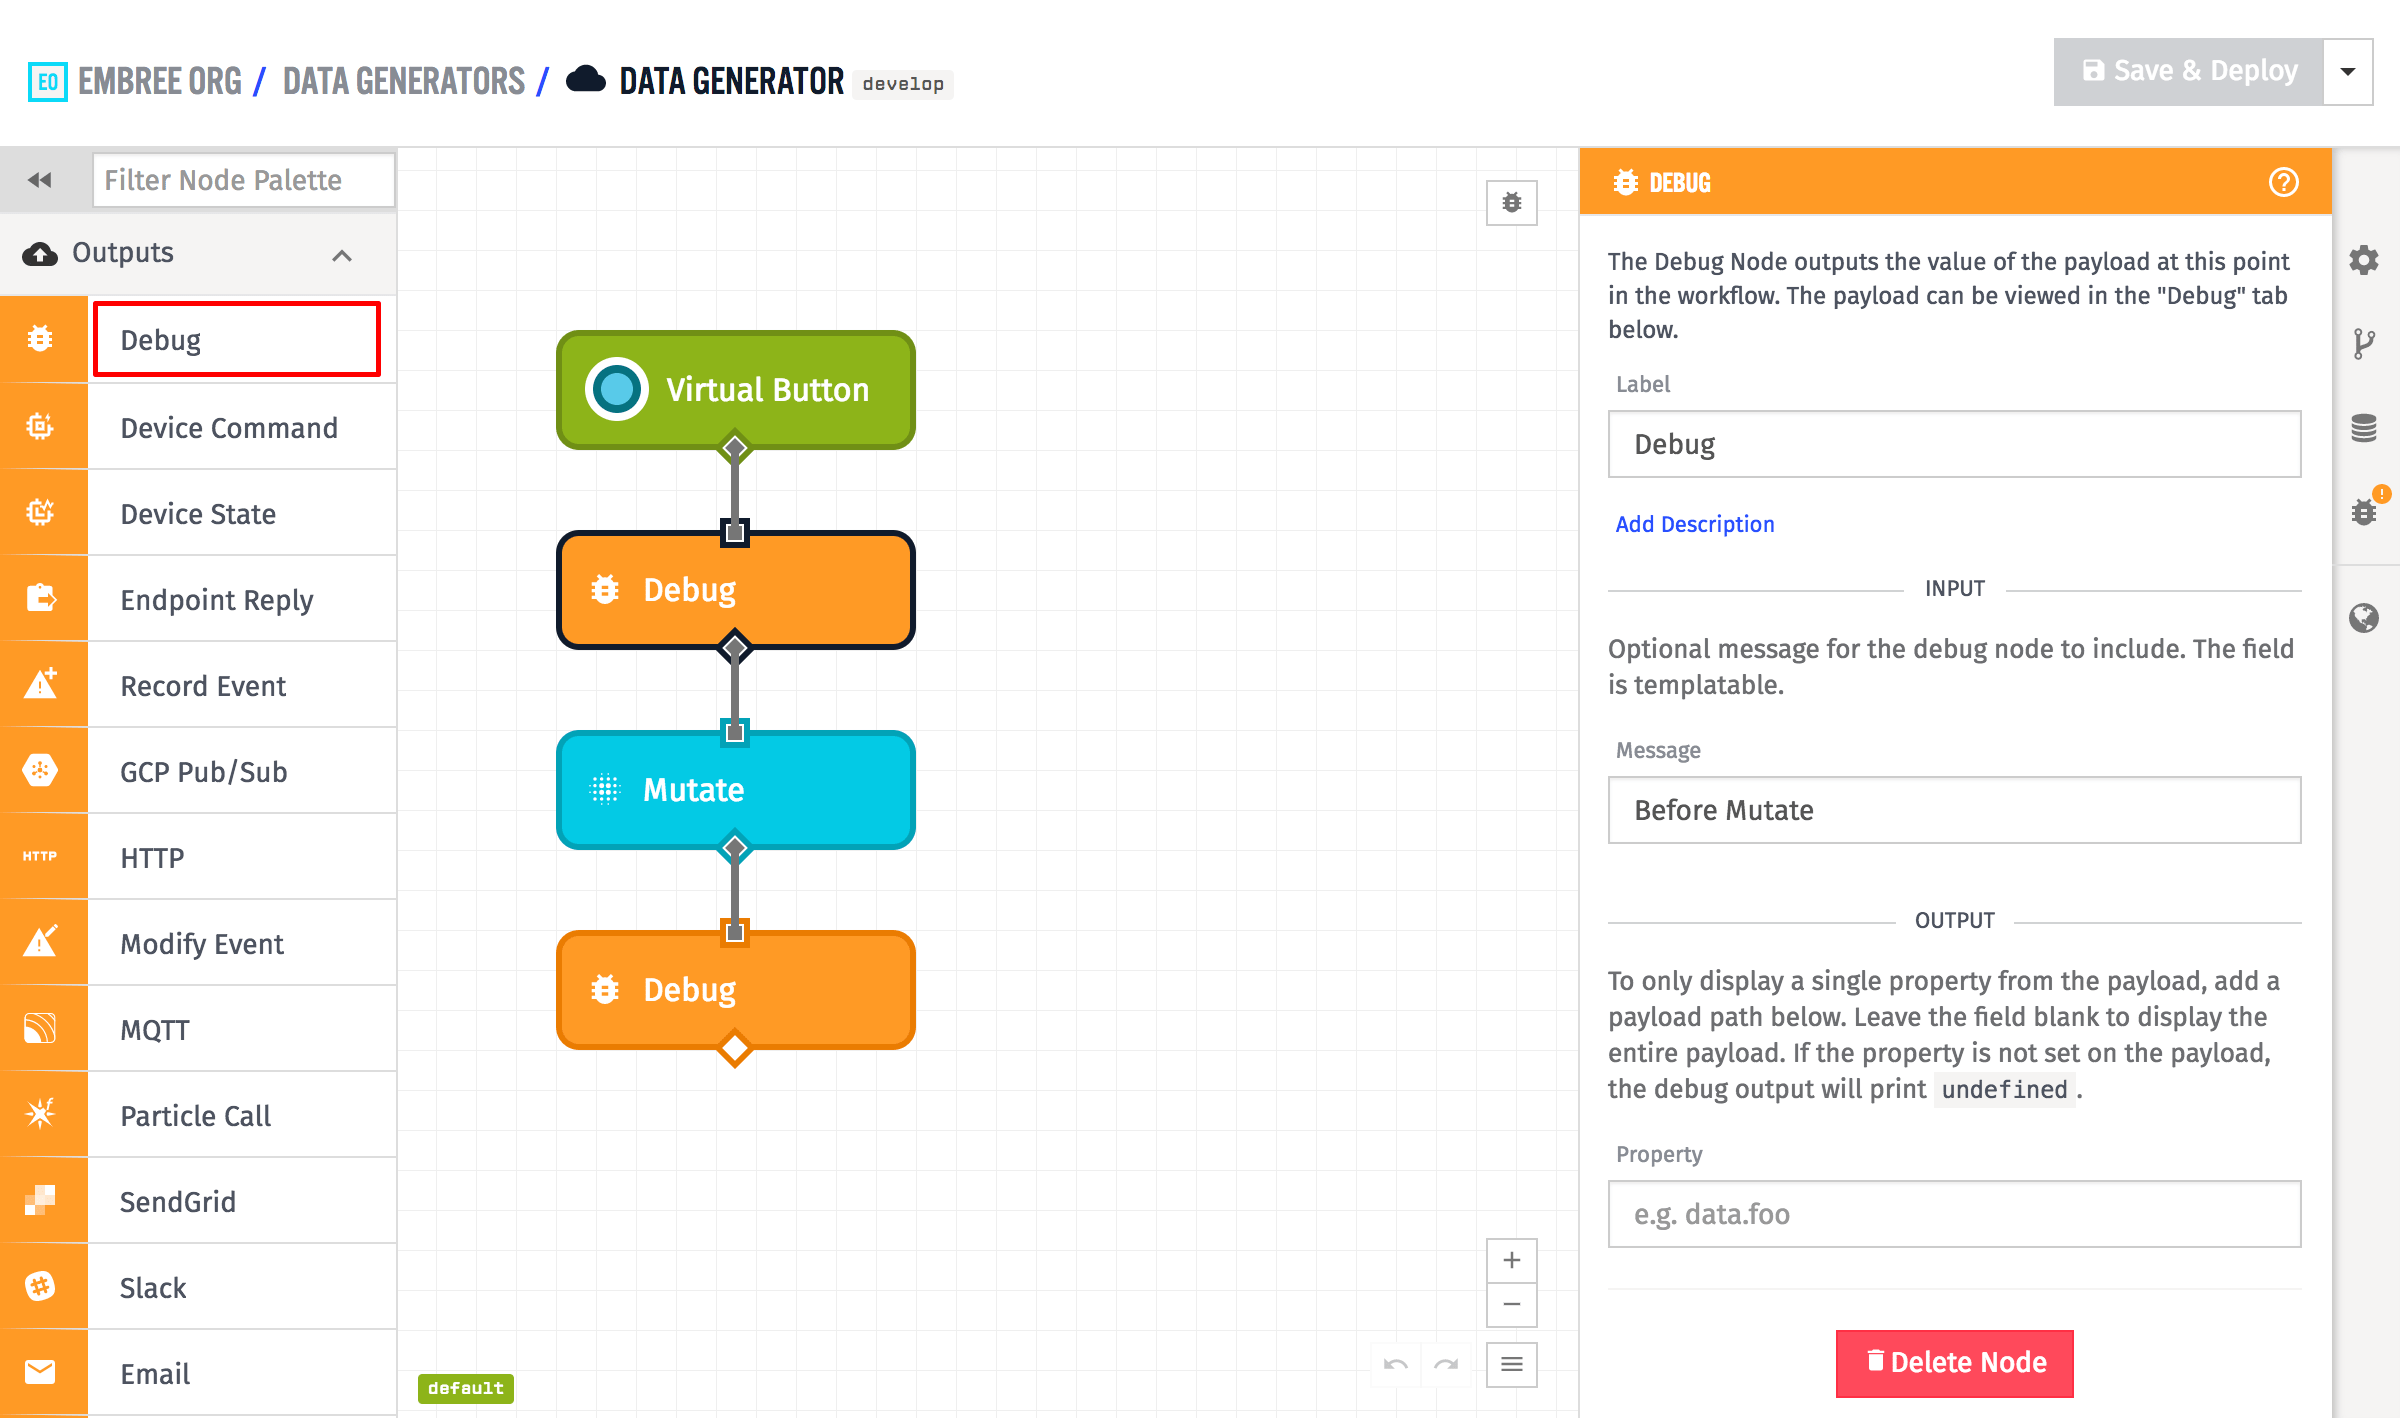 EO EMBREE ORG / DATA GENERATORS / DATA GENERATOR develop
Save & Deploy
Filter Node Palette
Outputs
Debug
Device Command
Device State
Endpoint Reply
Record Event
GCP Pub/Sub
HTTP HTTP
Modify Event
MQTT
Particle Call
SendGrid
Slack
Email
Virtual Button
Debug
Mutate
Debug
default
DEBUG
The Debug Node outputs the value of the payload at this point
in the workflow. The payload can be viewed in the "Debug" tab
below.
Label
Debug
Add Description
INPUT
Optional message for the debug node to include. The field
is templatable.
Message
Before Mutate
OUTPUT
To only display a single property from the payload, add a
payload path below. Leave the field blank to display the
entire payload. If the property is not set on the payload,
the debug output will print undefined.
Property
e.g. data.foo
Delete Node